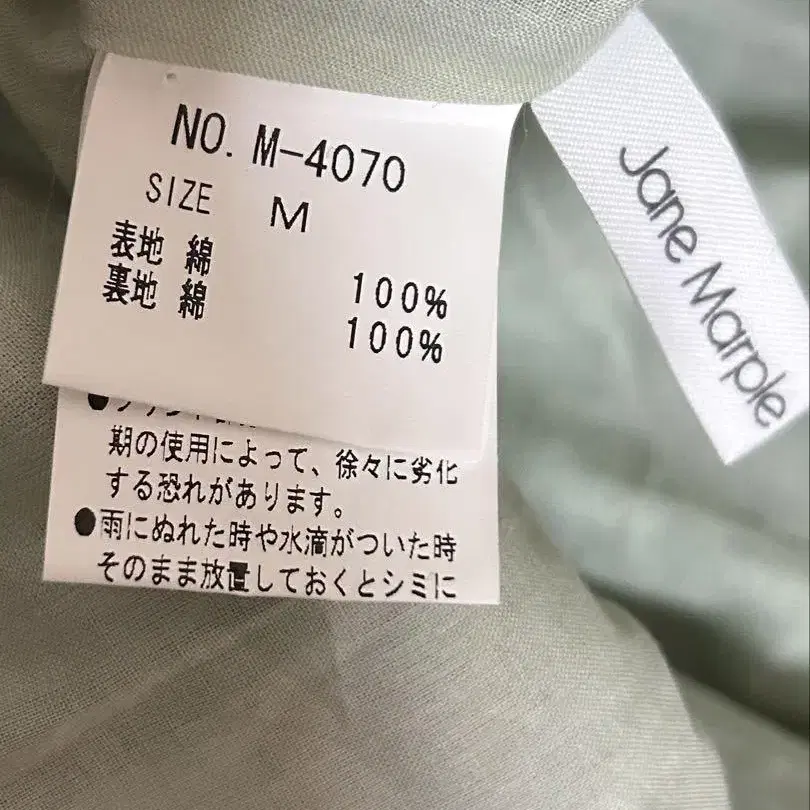 NO. M-4070
SIZE M
表地 綿 100%
裏地 綿 100%
期の使用によって、徐々に劣化
する恐れがあります。
●雨にぬれた時や水滴がついた時
そのまま放置しておくとシミに
Jane Marple